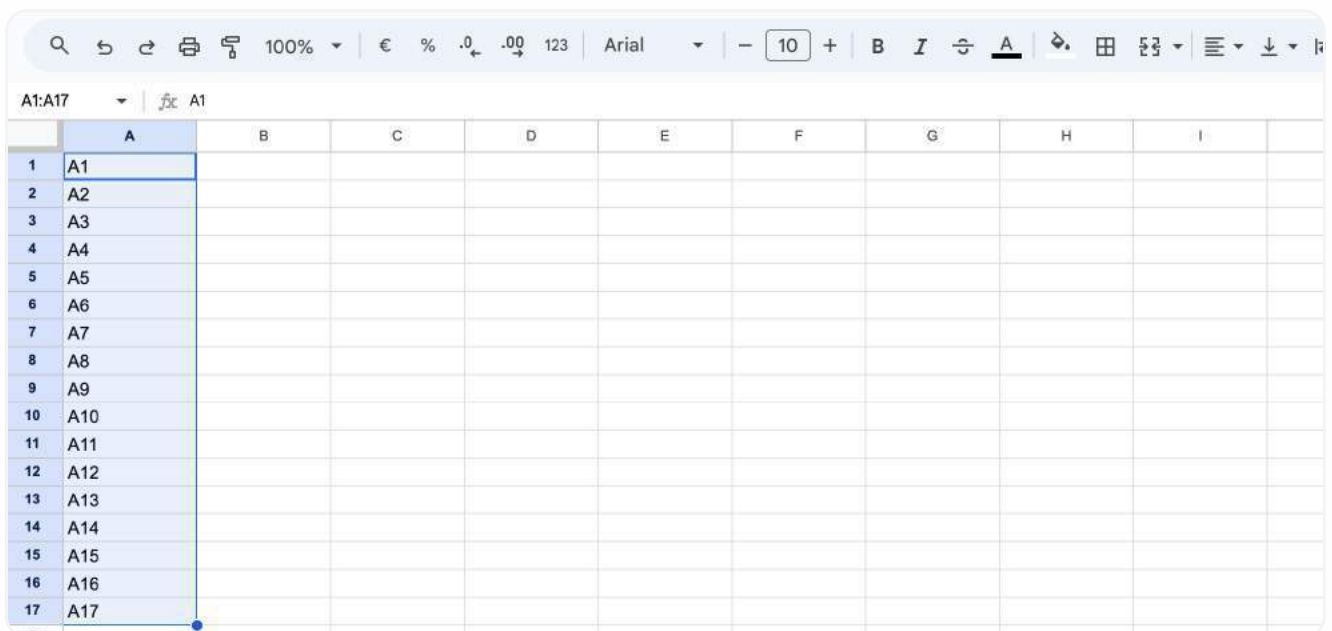 100% € % .0 .00 123 Arial − 10 + B I S A
A1:A17 fx A1
A B C D E F G H I
1 A1
2 A2
3 A3
4 A4
5 A5
6 A6
7 A7
8 A8
9 A9
10 A10
11 A11
12 A12
13 A13
14 A14
15 A15
16 A16
17 A17